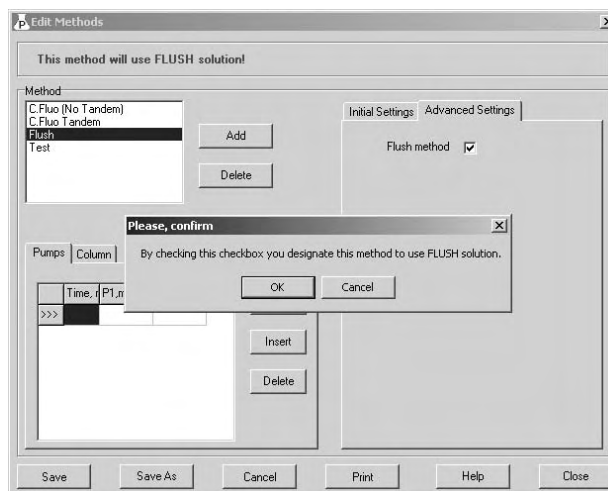 Edit Methods
This method will use FLUSH solution!
Method
C.Fluo (No Tandem)
C.Fluo Tandem
Flush
Test
Add
Delete
Initial Settings
Advanced Settings
Flush method
Please, confirm
By checking this checkbox you designate this method to use FLUSH solution.
OK
Cancel
Pumps
Column
Time, r
P1,m
>>>
Insert
Delete
Save
Save As
Cancel
Print
Help
Close